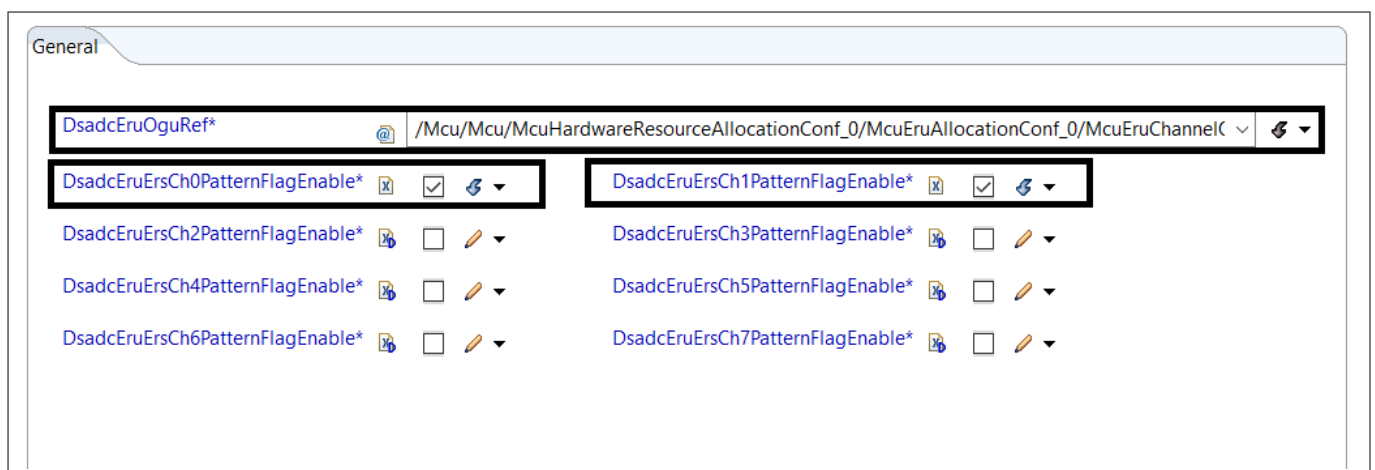 General
DsadcEruOguRef* /Mcu/Mcu/McuHardwareResourceAllocationConf_0/McuEruAllocationConf_0/McuEruChannel(
DsadcEruErsCh0PatternFlagEnable* DsadcEruErsCh1PatternFlagEnable*
DsadcEruErsCh2PatternFlagEnable* DsadcEruErsCh3PatternFlagEnable*
DsadcEruErsCh4PatternFlagEnable* DsadcEruErsCh5PatternFlagEnable*
DsadcEruErsCh6PatternFlagEnable* DsadcEruErsCh7PatternFlagEnable*